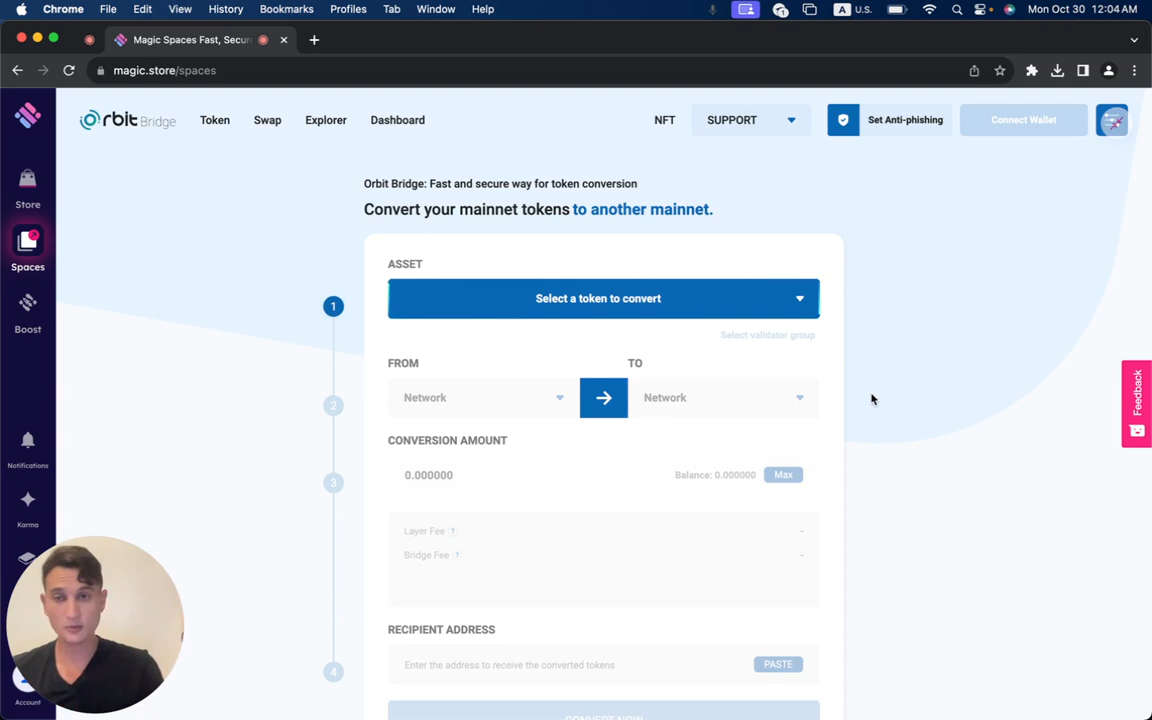 Chrome File Edit View History Bookmarks Profiles Tab Window Help A U.S. Mon Oct 30 12:04 AM
Magic Spaces Fast, Secur
magic.store/spaces
Orbit Bridge Token Swap Explorer Dashboard NFT SUPPORT Set Anti-phishing Connect Wallet
Store
Spaces
Boost
Notifications
Karma
Account
Orbit Bridge: Fast and secure way for token conversion
Convert your mainnet tokens to another mainnet.
ASSET
1 Select a token to convert
Select validator group
FROM TO
2 Network Network
CONVERSION AMOUNT
3 0.000000 Balance: 0.000000 Max
Layer Fee ? -
Bridge Fee ? -
RECIPIENT ADDRESS
4 Enter the address to receive the converted tokens PASTE
CONVERT NOW
Feedback